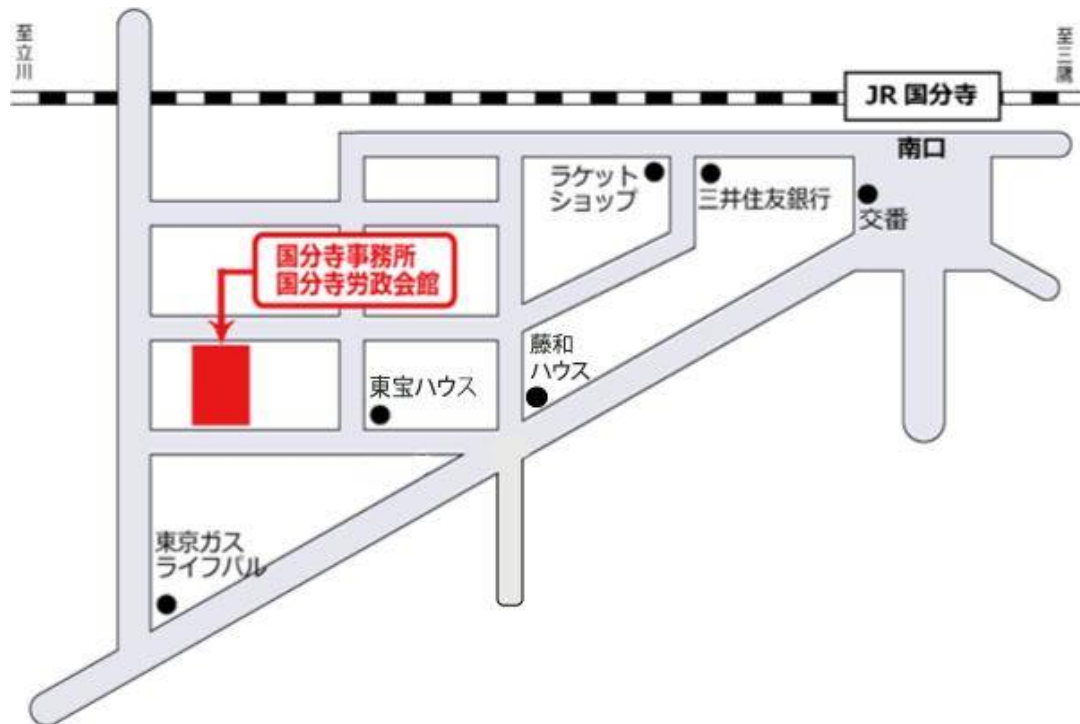 至立川
至三鷹
JR 国分寺
南口
ラケット
ショップ
三井住友銀行
交番
国分寺事務所
国分寺労政会館
藤和
ハウス
東宝ハウス
東京ガス
ライフバル